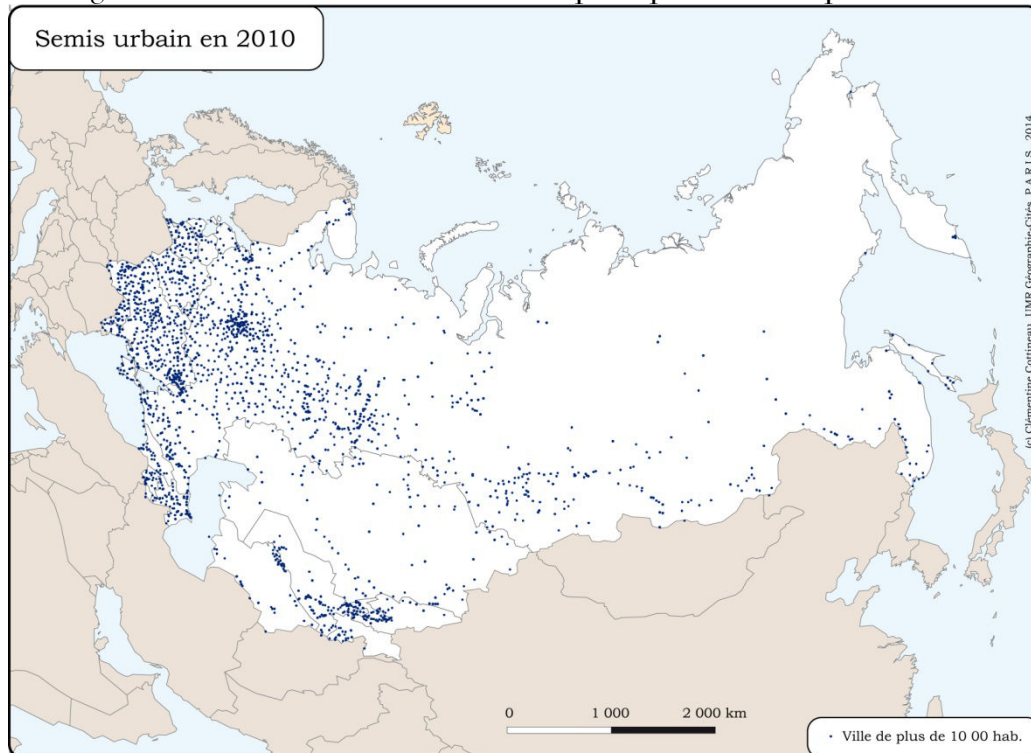 Semis urbain en 2010
(c) Clémentine Cottineau, UMR Géographie-Cités, P.A.R.I.S., 2014
0 1 000 2 000 km
Ville de plus de 10 00 hab.